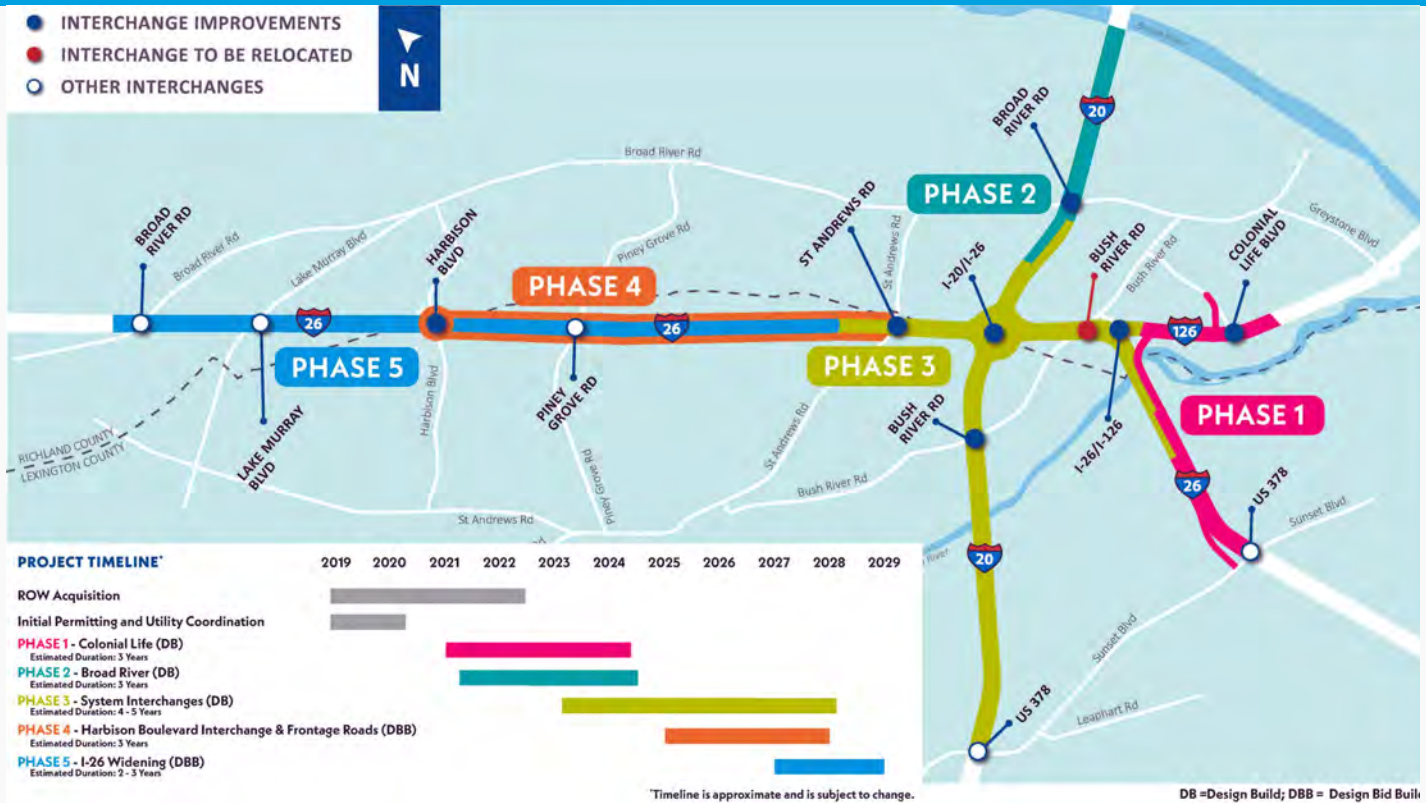 INTERCHANGE IMPROVEMENTS
INTERCHANGE TO BE RELOCATED
OTHER INTERCHANGES
N
20
BROAD
RIVER RD
Broad River Rd
PHASE 2
BROAD
RIVER RD
Broad River Rd
Lake Murray Blvd
HARBISON
BLVD
Piney Grove Rd
ST ANDREWS RD
St Andrews Rd
I-20/I-26
BUSH
RIVER RD
Bush River Rd
COLONIAL
LIFE BLVD
Greystone Blvd
PHASE 4
26
26
126
PHASE 5
PHASE 3
PHASE 1
RICHLAND COUNTY
LEXINGTON COUNTY
LAKE MURRAY
BLVD
Harbison Blvd
PINEY
GROVE RD
Piney Grove Rd
St Andrews Rd
BUSH
RIVER RD
Bush River Rd
I-26/I-126
26
US 378
Sunset Blvd
St Andrews Rd
Rd
River
20
Sunset Blvd
US 378
Leaphart Rd
PROJECT TIMELINE*
2019 2020 2021 2022 2023 2024 2025 2026 2027 2028 2029
ROW Acquisition
Initial Permitting and Utility Coordination
PHASE 1 - Colonial Life (DB)
Estimated Duration: 3 Years
PHASE 2 - Broad River (DB)
Estimated Duration: 3 Years
PHASE 3 - System Interchanges (DB)
Estimated Duration: 4 - 5 Years
PHASE 4 - Harbison Boulevard Interchange & Frontage Roads (DBB)
Estimated Duration: 3 Years
PHASE 5 - I-26 Widening (DBB)
Estimated Duration: 2 - 3 Years
*Timeline is approximate and is subject to change.
DB =Design Build; DBB = Design Bid Build